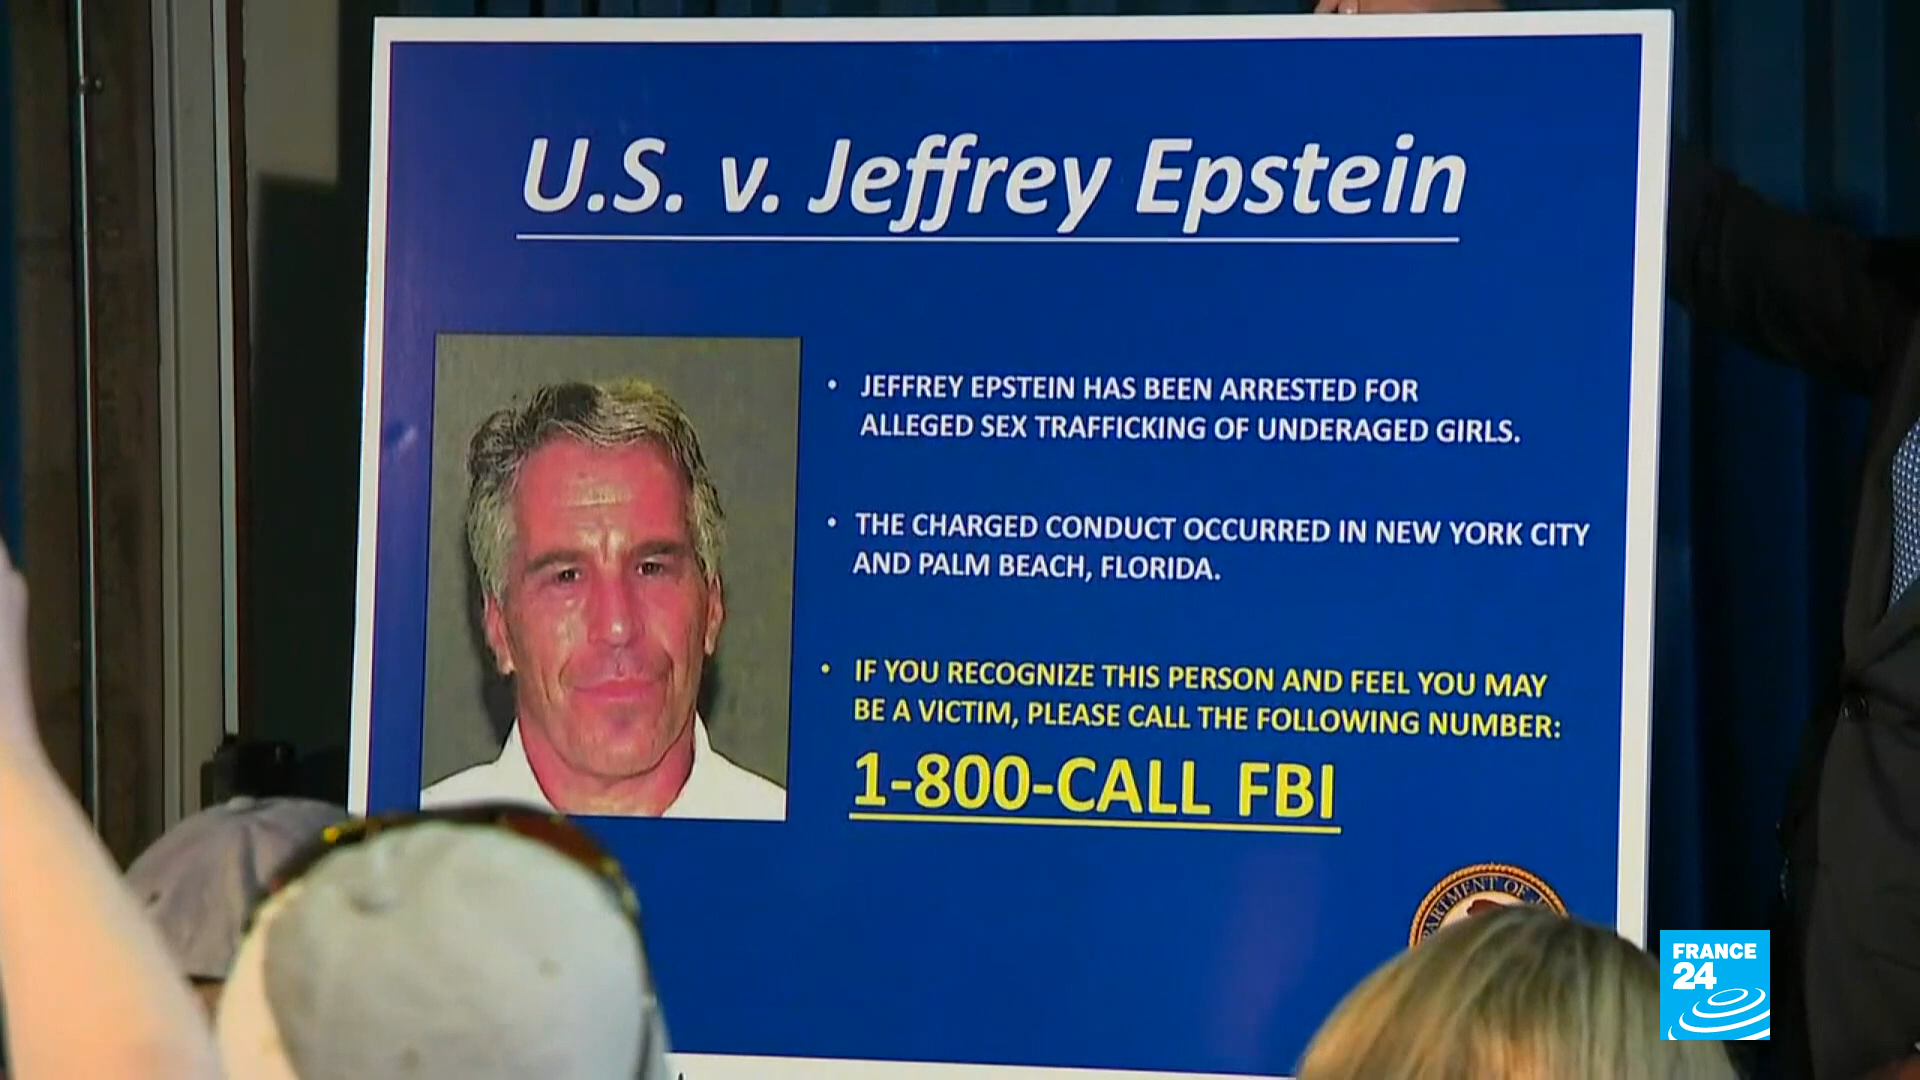 U.S. v. Jeffrey Epstein
• JEFFREY EPSTEIN HAS BEEN ARRESTED FOR
ALLEGED SEX TRAFFICKING OF UNDERAGED GIRLS.
• THE CHARGED CONDUCT OCCURRED IN NEW YORK CITY
AND PALM BEACH, FLORIDA.
• IF YOU RECOGNIZE THIS PERSON AND FEEL YOU MAY
BE A VICTIM, PLEASE CALL THE FOLLOWING NUMBER:
1-800-CALL FBI
OF
FRANCE
24